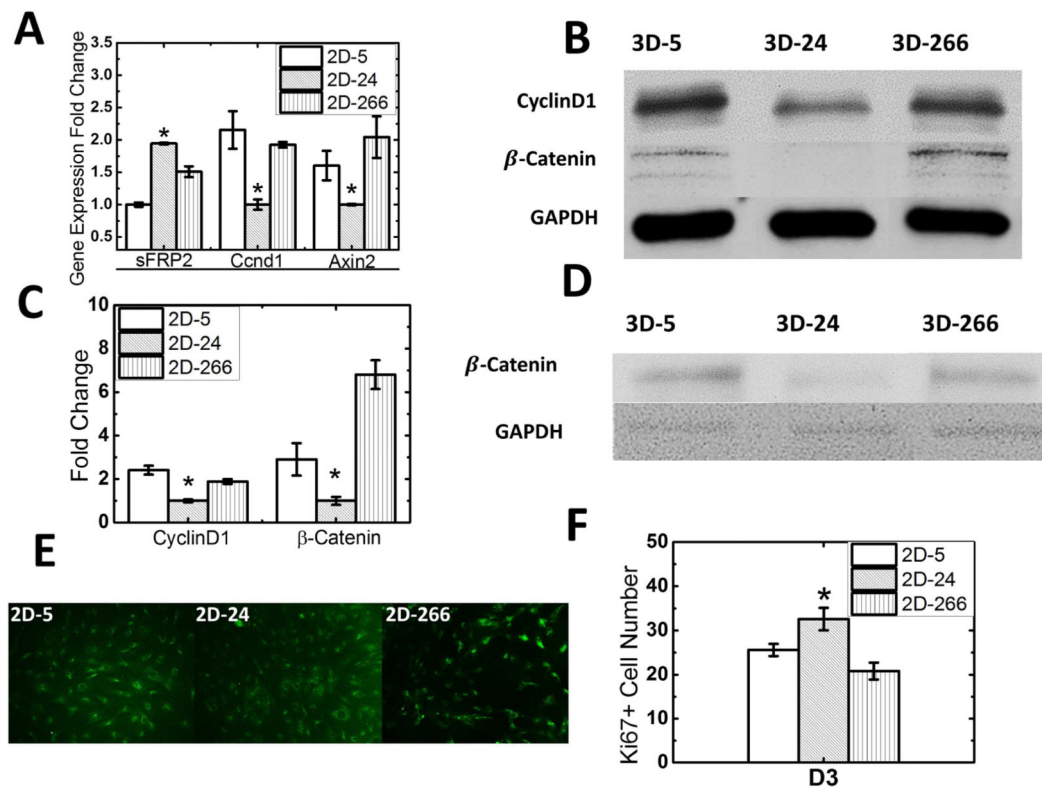 A
Gene Expression Fold Change
3.5
3.0
2.5
2.0
1.5
1.0
2D-5
2D-24
2D-266
*
*
*
sFRP2 Ccnd1 Axin2
B
3D-5 3D-24 3D-266
CyclinD1
β-Catenin
GAPDH
C
Fold Change
10
8
6
4
2
0
2D-5
2D-24
2D-266
*
*
CyclinD1 β-Catenin
D
3D-5 3D-24 3D-266
β-Catenin
GAPDH
E
2D-5 2D-24 2D-266
F
Ki67+ Cell Number
50
40
30
20
10
0
2D-5
2D-24
2D-266
*
D3